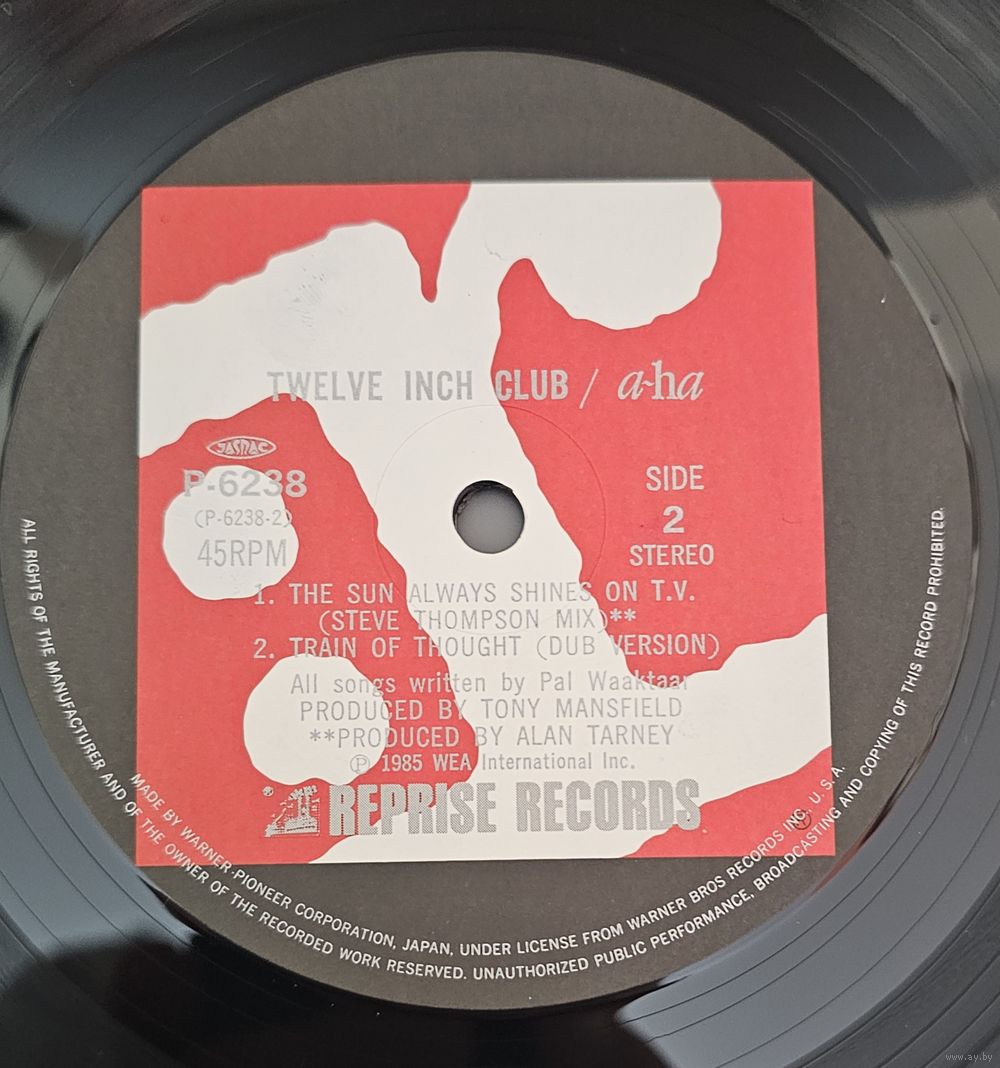 TWELVE INCH CLUB / a-ha
JASRAC
P-6238
(P-6238-2)
45RPM
SIDE
2
STEREO
1. THE SUN ALWAYS SHINES ON T.V.
(STEVE THOMPSON MIX)**
2. TRAIN OF THOUGHT (DUB VERSION)
All songs written by Pal Waaktaar
PRODUCED BY TONY MANSFIELD
**PRODUCED BY ALAN TARNEY
Ⓟ 1985 WEA International Inc.
® REPRISE RECORDS
MADE BY WARNER-PIONEER CORPORATION, JAPAN, UNDER LICENSE FROM WARNER BROS RECORDS INC. U. S. A.
ALL RIGHTS OF THE MANUFACTURER AND OF THE OWNER OF THE RECORDED WORK RESERVED. UNAUTHORIZED PUBLIC PERFORMANCE, BROADCASTING AND COPYING OF THIS RECORD PROHIBITED.
www.ay.by